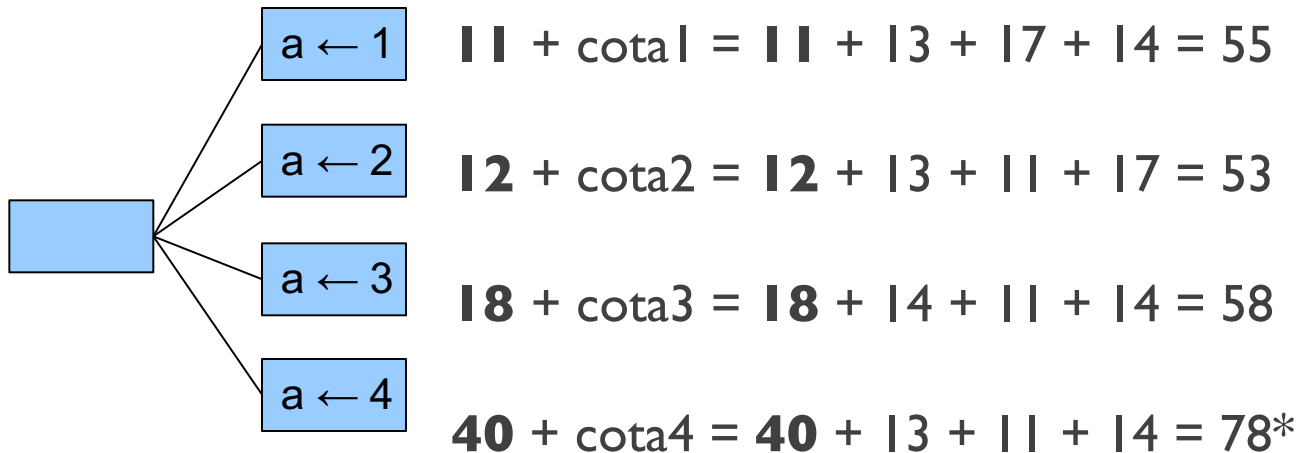 a ← 1 11 + cota1 = 11 + 13 + 17 + 14 = 55
a ← 2 12 + cota2 = 12 + 13 + 11 + 17 = 53
a ← 3 18 + cota3 = 18 + 14 + 11 + 14 = 58
a ← 4 40 + cota4 = 40 + 13 + 11 + 14 = 78*